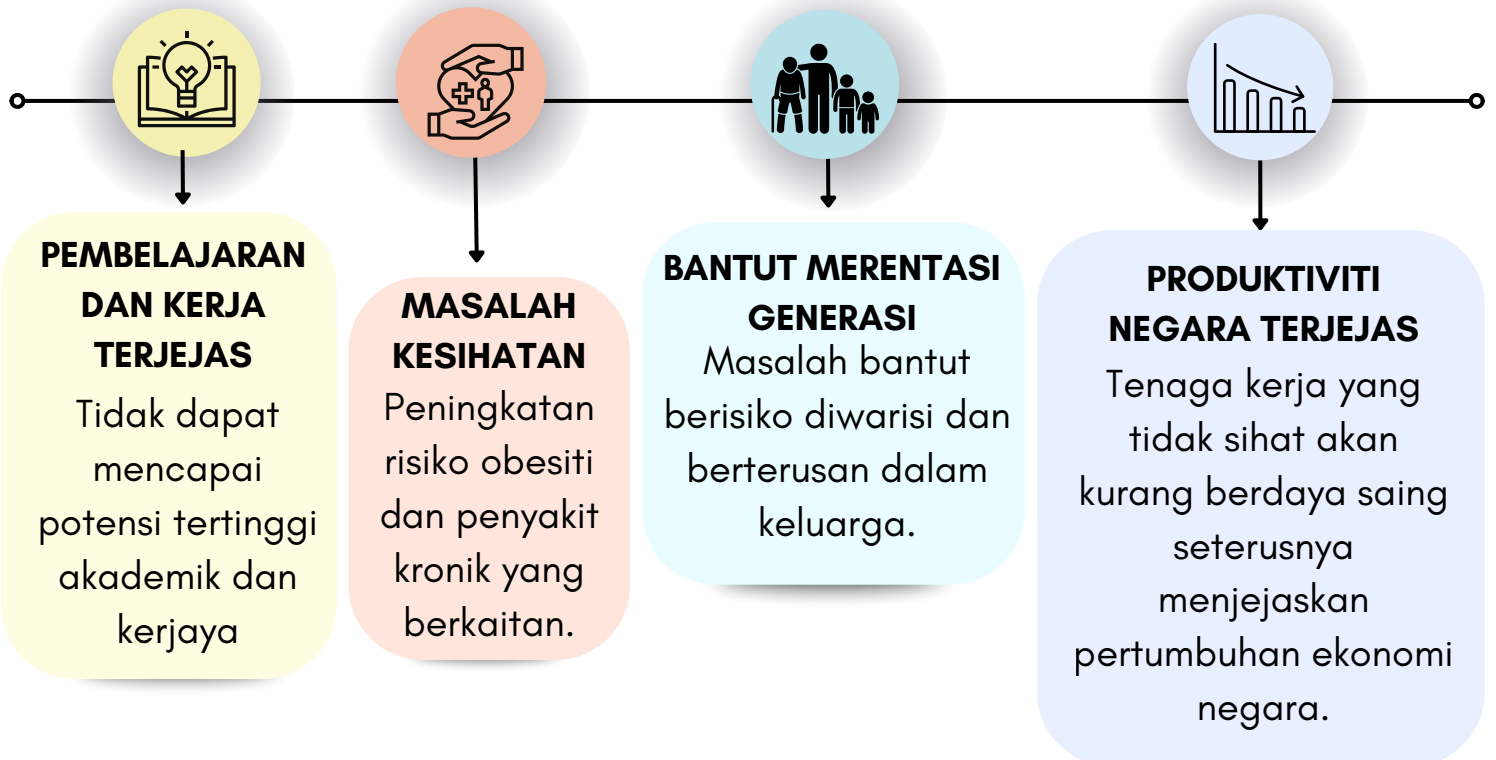 PEMBELAJARAN
DAN KERJA
TERJEJAS
Tidak dapat
mencapai
potensi tertinggi
akademik dan
kerjaya
MASALAH
KESIHATAN
Peningkatan
risiko obesiti
dan penyakit
kronik yang
berkaitan.
BANTUT MERENTASI
GENERASI
Masalah bantut
berisiko diwarisi dan
berterusan dalam
keluarga.
PRODUKTIVITI
NEGARA TERJEJAS
Tenaga kerja yang
tidak sihat akan
kurang berdaya saing
seterusnya
menjejaskan
pertumbuhan ekonomi
negara.